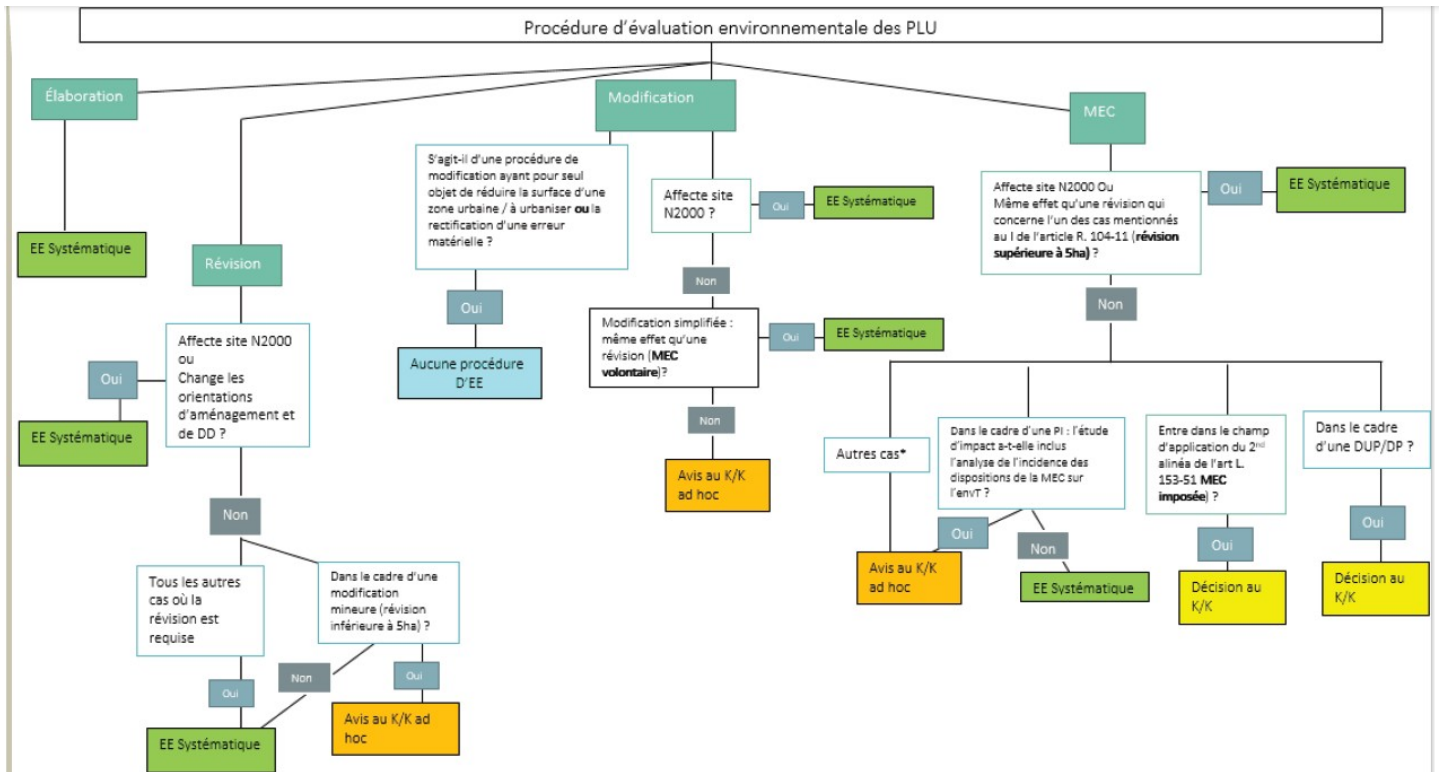 Procédure d'évaluation environnementale des PLU
Élaboration
EE Systématique
Révision
Affecte site N2000
ou
Change les
orientations
d'aménagement et
de DD ?
Oui
EE Systématique
Non
Tous les autres
cas où la
révision est
requise
Oui
EE Systématique
Dans le cadre d'une
modification
mineure (révision
inférieure à 5ha) ?
Non
Oui
Avis au K/K ad
hoc
Modification
S'agit-il d'une procédure de
modification ayant pour seul
objet de réduire la surface d'une
zone urbaine / à urbaniser ou la
rectification d'une erreur
matérielle ?
Oui
Aucune procédure
D'EE
Affecte site
N2000 ?
Oui
EE Systématique
Non
Modification simplifiée :
même effet qu'une
révision (MEC
volontaire)?
Oui
EE Systématique
Non
Avis au K/K
ad hoc
MEC
Affecte site N2000 Ou
Même effet qu'une révision qui
concerne l'un des cas mentionnés
au I de l'article R. 104-11 (révision
supérieure à 5ha) ?
Oui
EE Systématique
Non
Autres cas*
Avis au K/K
ad hoc
Dans le cadre d'une PI : l'étude
d'impact a-t-elle inclus
l'analyse de l'incidence des
dispositions de la MEC sur
l'envT ?
Oui
Non
EE Systématique
Entre dans le champ
d'application du 2nd
alinéa de l'art L.
153-51 MEC
imposée) ?
Oui
Décision au
K/K
Dans le cadre
d'une DUP/DP ?
Oui
Décision au
K/K